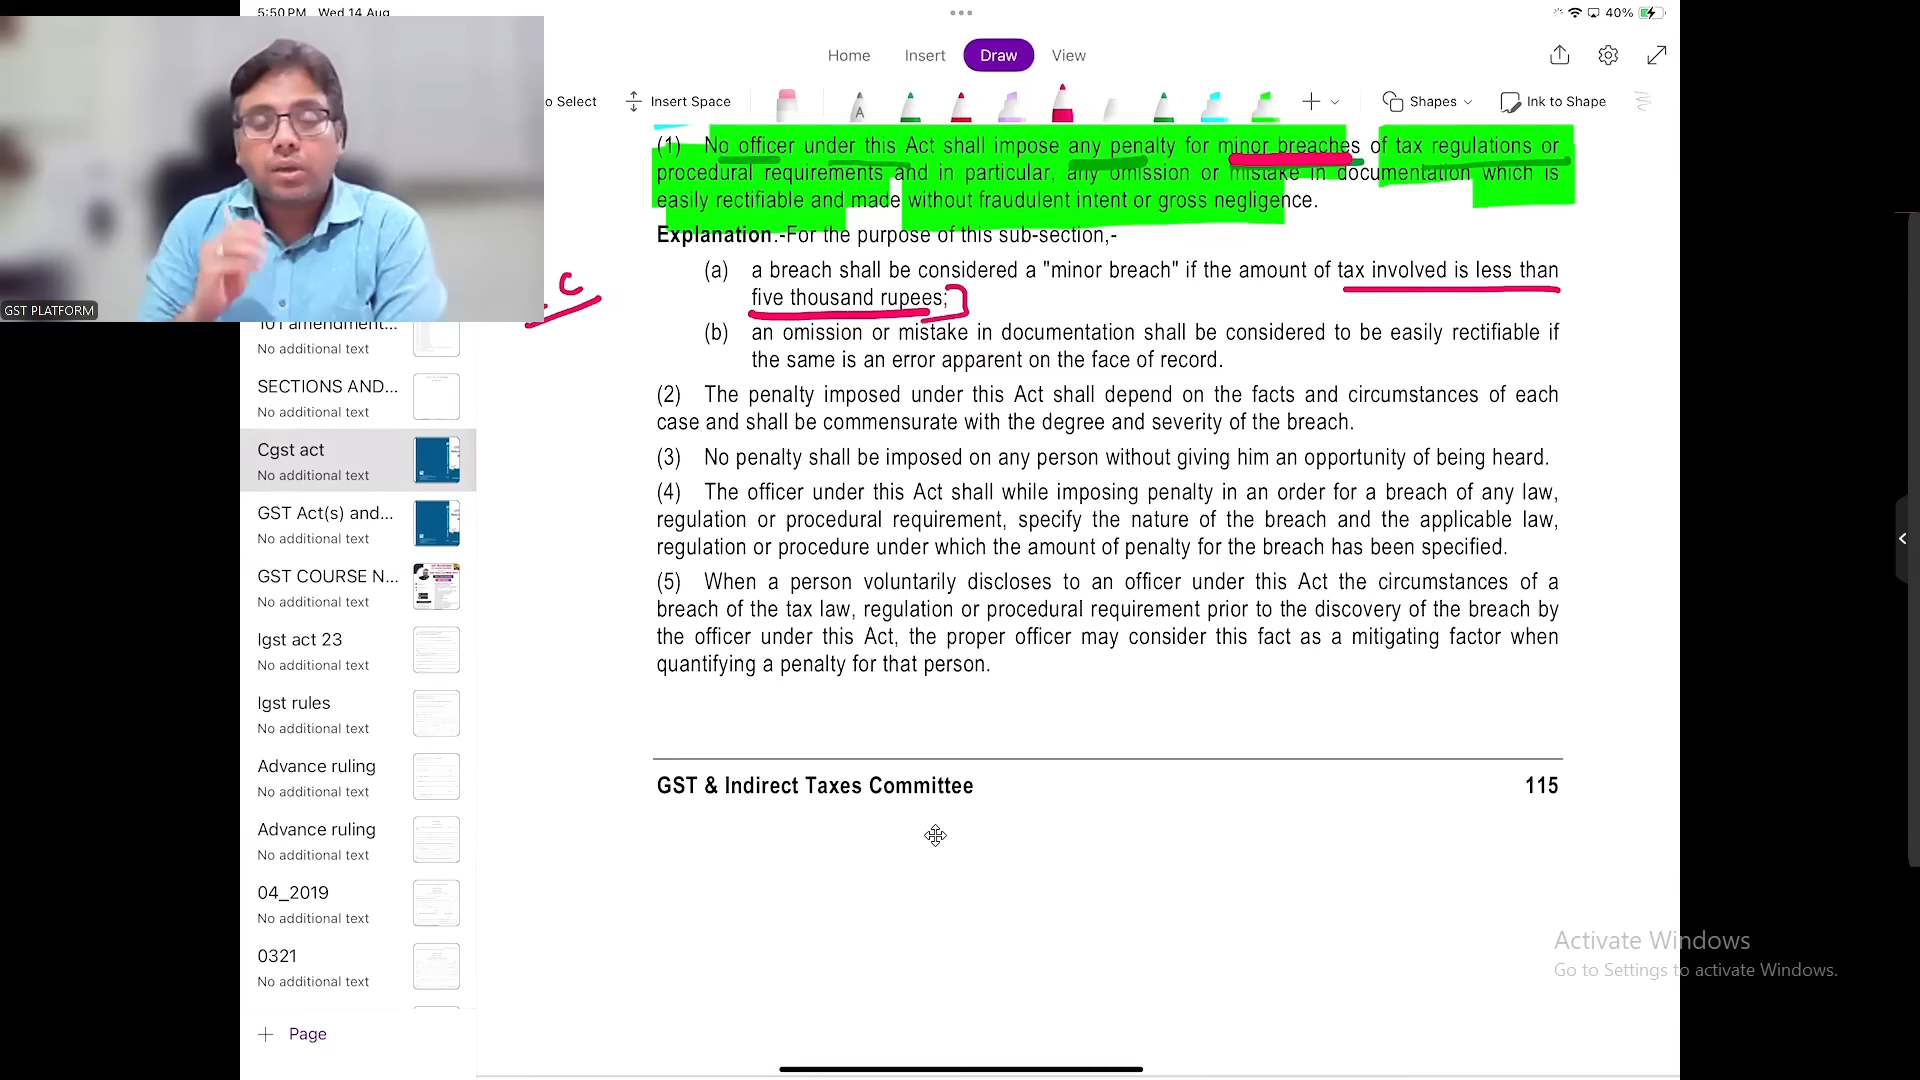 5:50 PM Wed 14 Aug
40%
Home Insert Draw View
o Select Insert Space A Shapes Ink to Shape
(1) No officer under this Act shall impose any penalty for minor breaches of tax regulations or
procedural requirements and in particular, any omission or mistake in documentation which is
easily rectifiable and made without fraudulent intent or gross negligence.
Explanation.-For the purpose of this sub-section,-
(a) a breach shall be considered a "minor breach" if the amount of tax involved is less than
five thousand rupees;
(b) an omission or mistake in documentation shall be considered to be easily rectifiable if
the same is an error apparent on the face of record.
(2) The penalty imposed under this Act shall depend on the facts and circumstances of each
case and shall be commensurate with the degree and severity of the breach.
(3) No penalty shall be imposed on any person without giving him an opportunity of being heard.
(4) The officer under this Act shall while imposing penalty in an order for a breach of any law,
regulation or procedural requirement, specify the nature of the breach and the applicable law,
regulation or procedure under which the amount of penalty for the breach has been specified.
(5) When a person voluntarily discloses to an officer under this Act the circumstances of a
breach of the tax law, regulation or procedural requirement prior to the discovery of the breach by
the officer under this Act, the proper officer may consider this fact as a mitigating factor when
quantifying a penalty for that person.
GST & Indirect Taxes Committee 115
GST PLATFORM
101 amendment...
No additional text
SECTIONS AND...
No additional text
Cgst act
No additional text
GST Act(s) and...
No additional text
GST COURSE N...
No additional text
Igst act 23
No additional text
Igst rules
No additional text
Advance ruling
No additional text
Advance ruling
No additional text
04_2019
No additional text
0321
No additional text
Page
Activate Windows
Go to Settings to activate Windows.